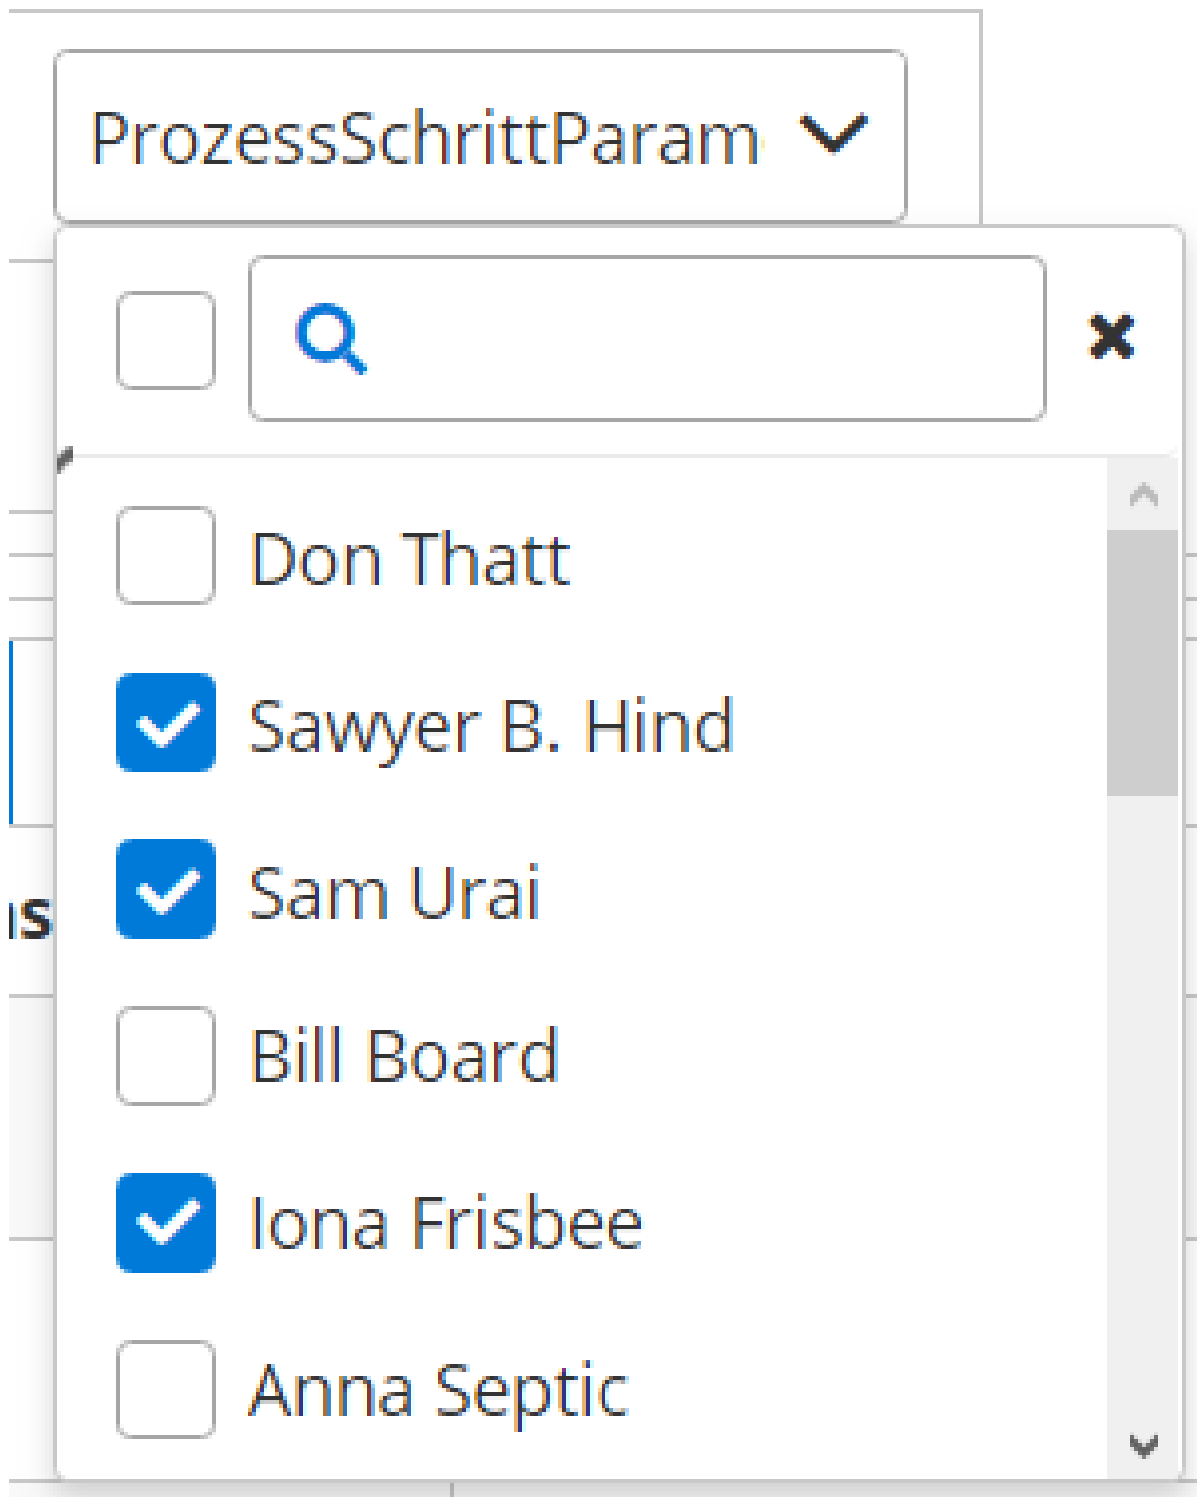 ProzessSchrittParam
Don Thatt
Sawyer B. Hind
Sam Urai
Bill Board
Iona Frisbee
Anna Septic